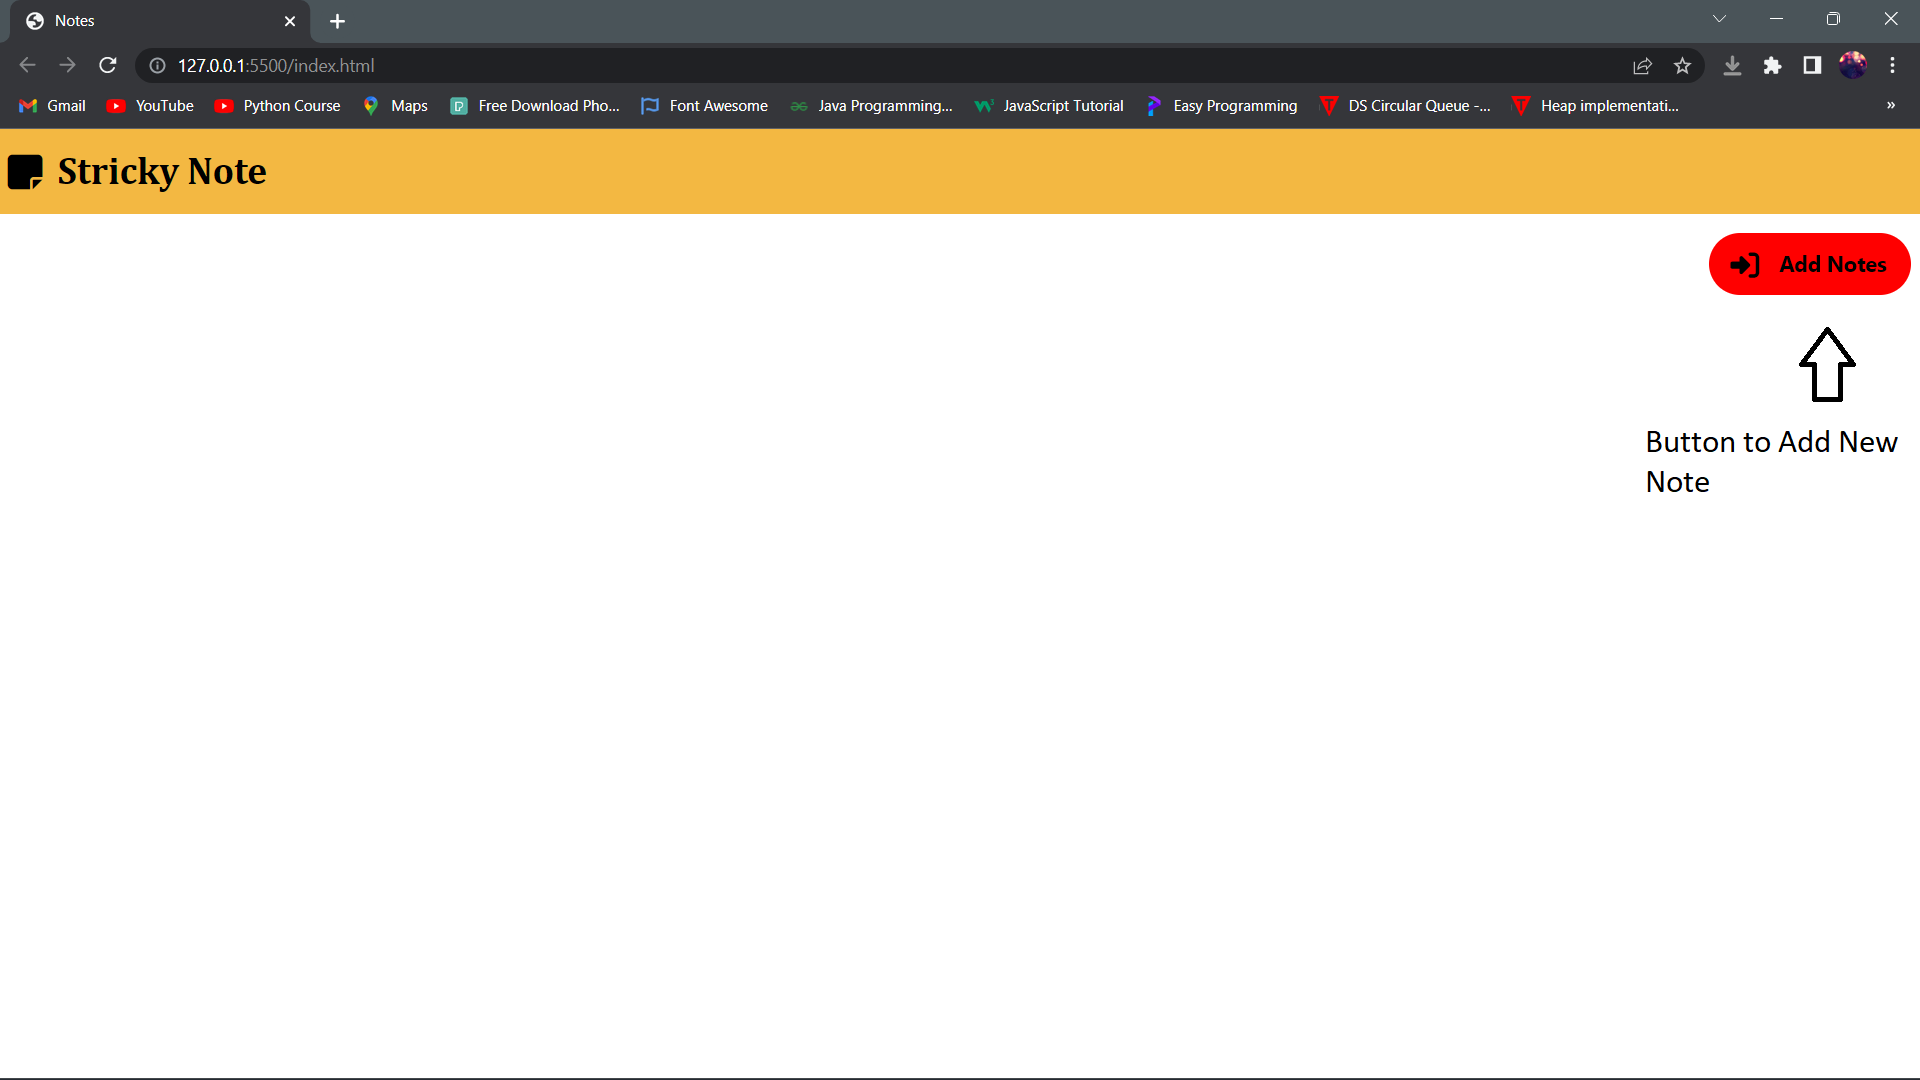 Notes
127.0.0.1:5500/index.html
Gmail YouTube Python Course Maps Free Download Pho... Font Awesome Java Programming... JavaScript Tutorial Easy Programming DS Circular Queue -... Heap implementati... »
Stricky Note
Add Notes
Button to Add New
Note